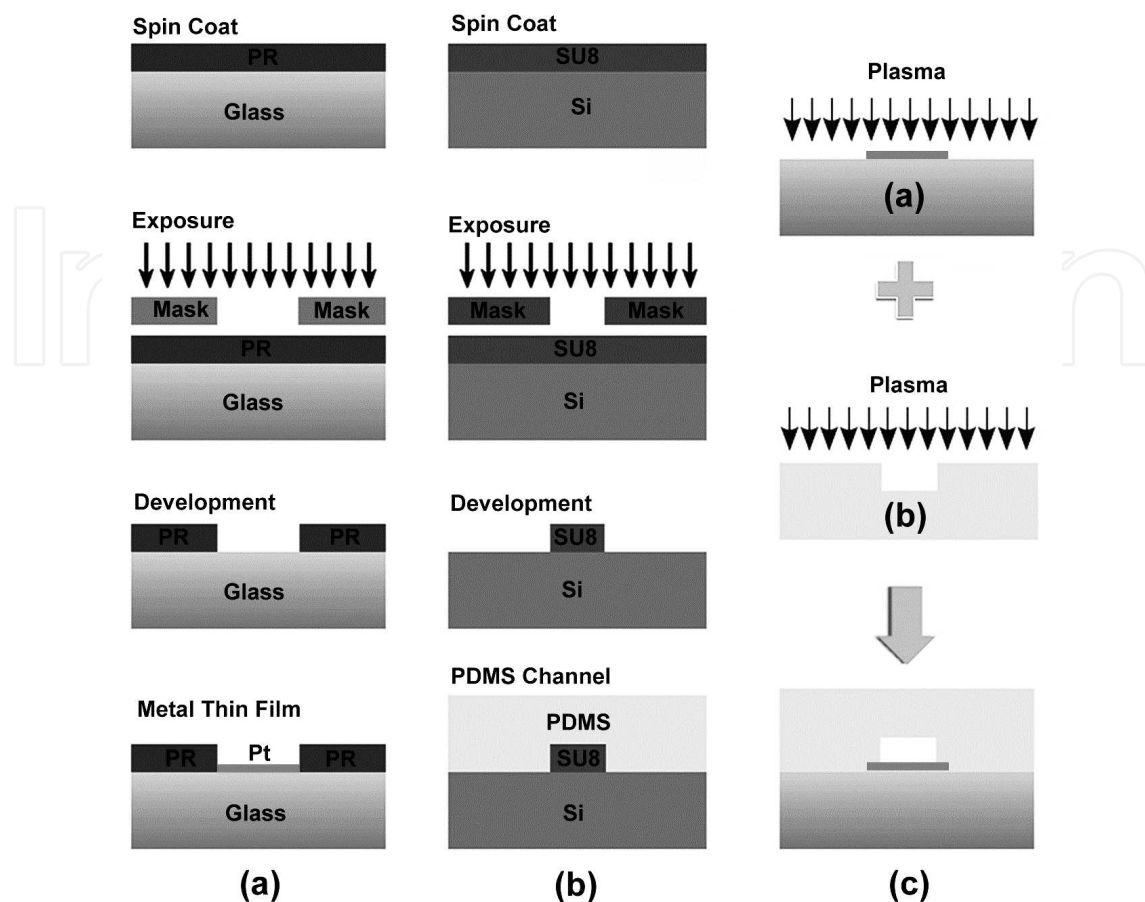 Spin Coat
PR
Glass
Exposure
Mask Mask
PR
Glass
Development
PR PR
Glass
Metal Thin Film
PR Pt PR
Glass
(a)
Spin Coat
SU8
Si
Exposure
Mask Mask
SU8
Si
Development
SU8
Si
PDMS Channel
PDMS
SU8
Si
(b)
Plasma
(a)
Plasma
(b)
(c)